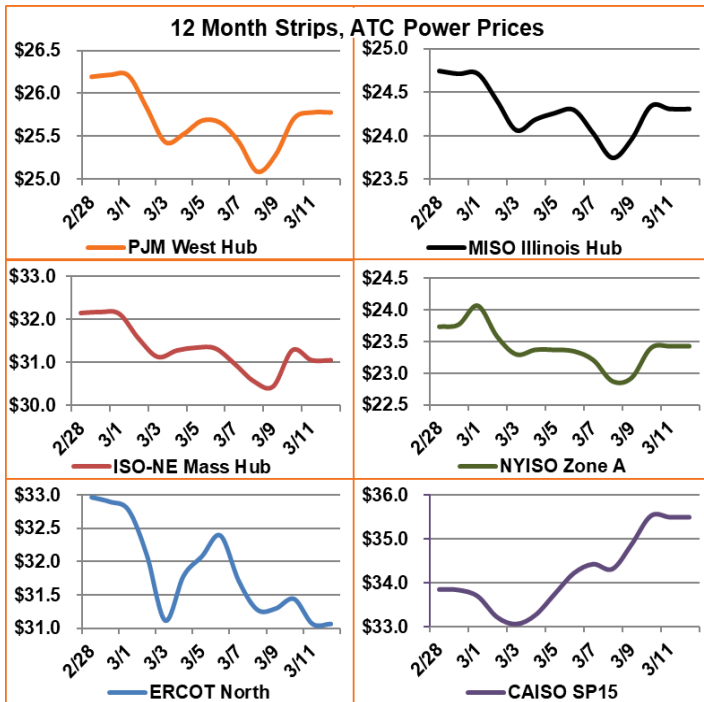 12 Month Strips, ATC Power Prices
$26.5
$26.0
$25.5
$25.0
2/28 3/1 3/3 3/5 3/7 3/9 3/11
PJM West Hub
$25.0
$24.5
$24.0
$23.5
2/28 3/1 3/3 3/5 3/7 3/9 3/11
MISO Illinois Hub
$33.0
$32.0
$31.0
$30.0
2/28 3/1 3/3 3/5 3/7 3/9 3/11
ISO-NE Mass Hub
$24.5
$24.0
$23.5
$23.0
$22.5
2/28 3/1 3/3 3/5 3/7 3/9 3/11
NYISO Zone A
$33.0
$32.5
$32.0
$31.5
$31.0
2/28 3/1 3/3 3/5 3/7 3/9 3/11
ERCOT North
$36.0
$35.0
$34.0
$33.0
2/28 3/1 3/3 3/5 3/7 3/9 3/11
CAISO SP15